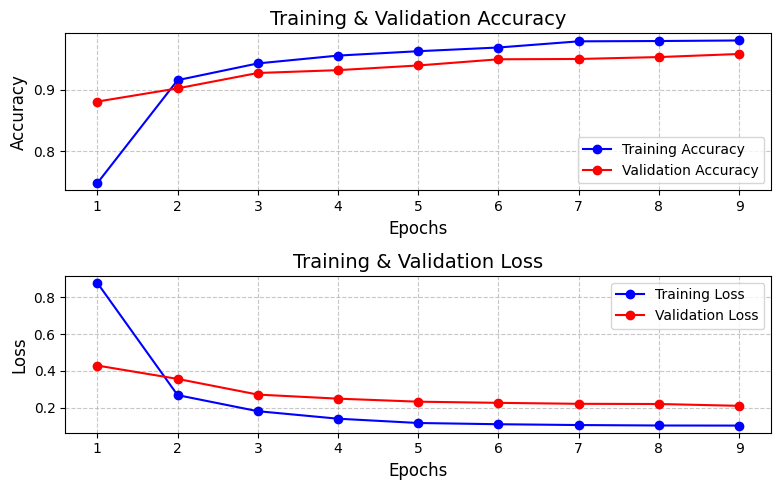 Training & Validation Accuracy
Accuracy
0.9
0.8
Training Accuracy
Validation Accuracy
1 2 3 4 5 6 7 8 9
Epochs
Training & Validation Loss
Loss
0.8
0.6
0.4
0.2
Training Loss
Validation Loss
1 2 3 4 5 6 7 8 9
Epochs